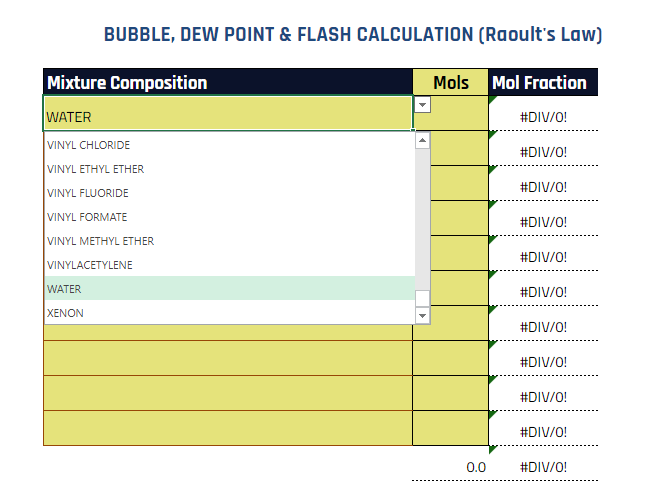 BUBBLE, DEW POINT & FLASH CALCULATION (Raoult's Law)
Mixture Composition Mols Mol Fraction
WATER #DIV/0!
VINYL CHLORIDE #DIV/0!
VINYL ETHYL ETHER
VINYL FLUORIDE #DIV/0!
VINYL FORMATE #DIV/0!
VINYL METHYL ETHER #DIV/0!
VINYLACETYLENE
WATER #DIV/0!
XENON #DIV/0!
#DIV/0!
#DIV/0!
#DIV/0!
0.0 #DIV/0!